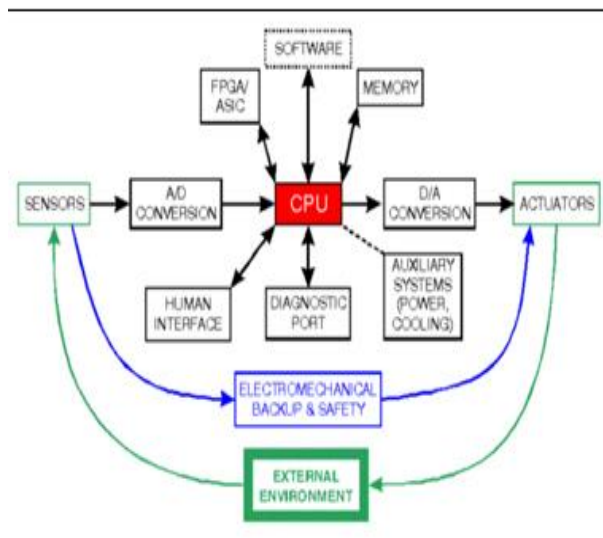 SOFTWARE
FPGA/
ASIC
MEMORY
SENSORS
A/D
CONVERSION
CPU
D/A
CONVERSION
ACTUATORS
HUMAN
INTERFACE
DIAGNOSTIC
PORT
AUXILIARY
SYSTEMS
(POWER,
COOLING)
ELECTROMECHANICAL
BACKUP & SAFETY
EXTERNAL
ENVIRONMENT